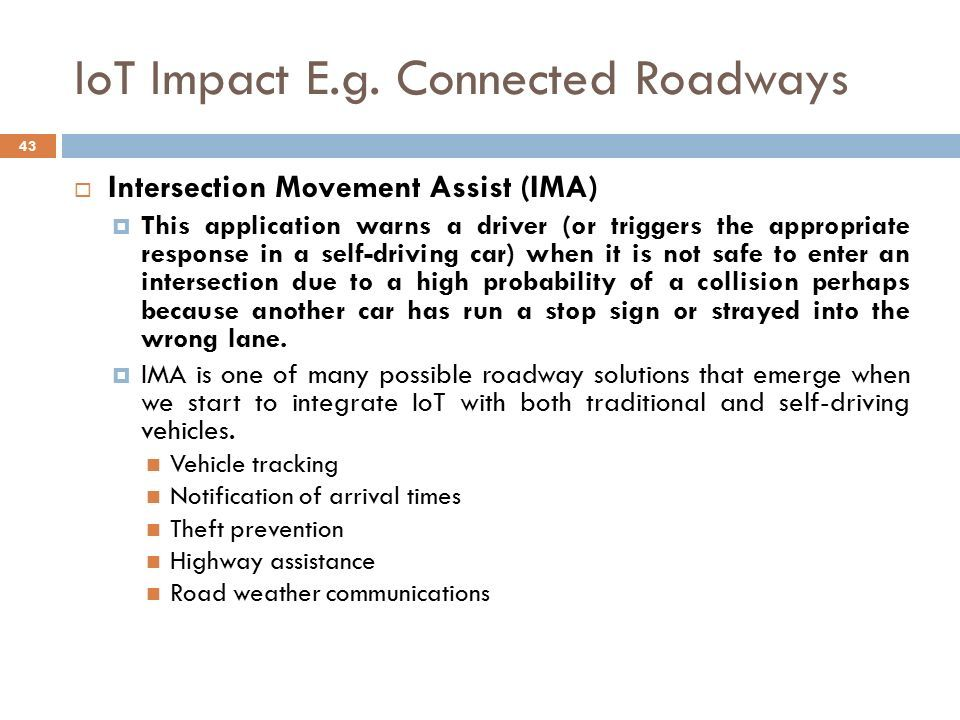 IoT Impact E.g. Connected Roadways
43
Intersection Movement Assist (IMA)
This application warns a driver (or triggers the appropriate
response in a self-driving car) when it is not safe to enter an
intersection due to a high probability of a collision perhaps
because another car has run a stop sign or strayed into the
wrong lane.
IMA is one of many possible roadway solutions that emerge when
we start to integrate IoT with both traditional and self-driving
vehicles.
Vehicle tracking
Notification of arrival times
Theft prevention
Highway assistance
Road weather communications